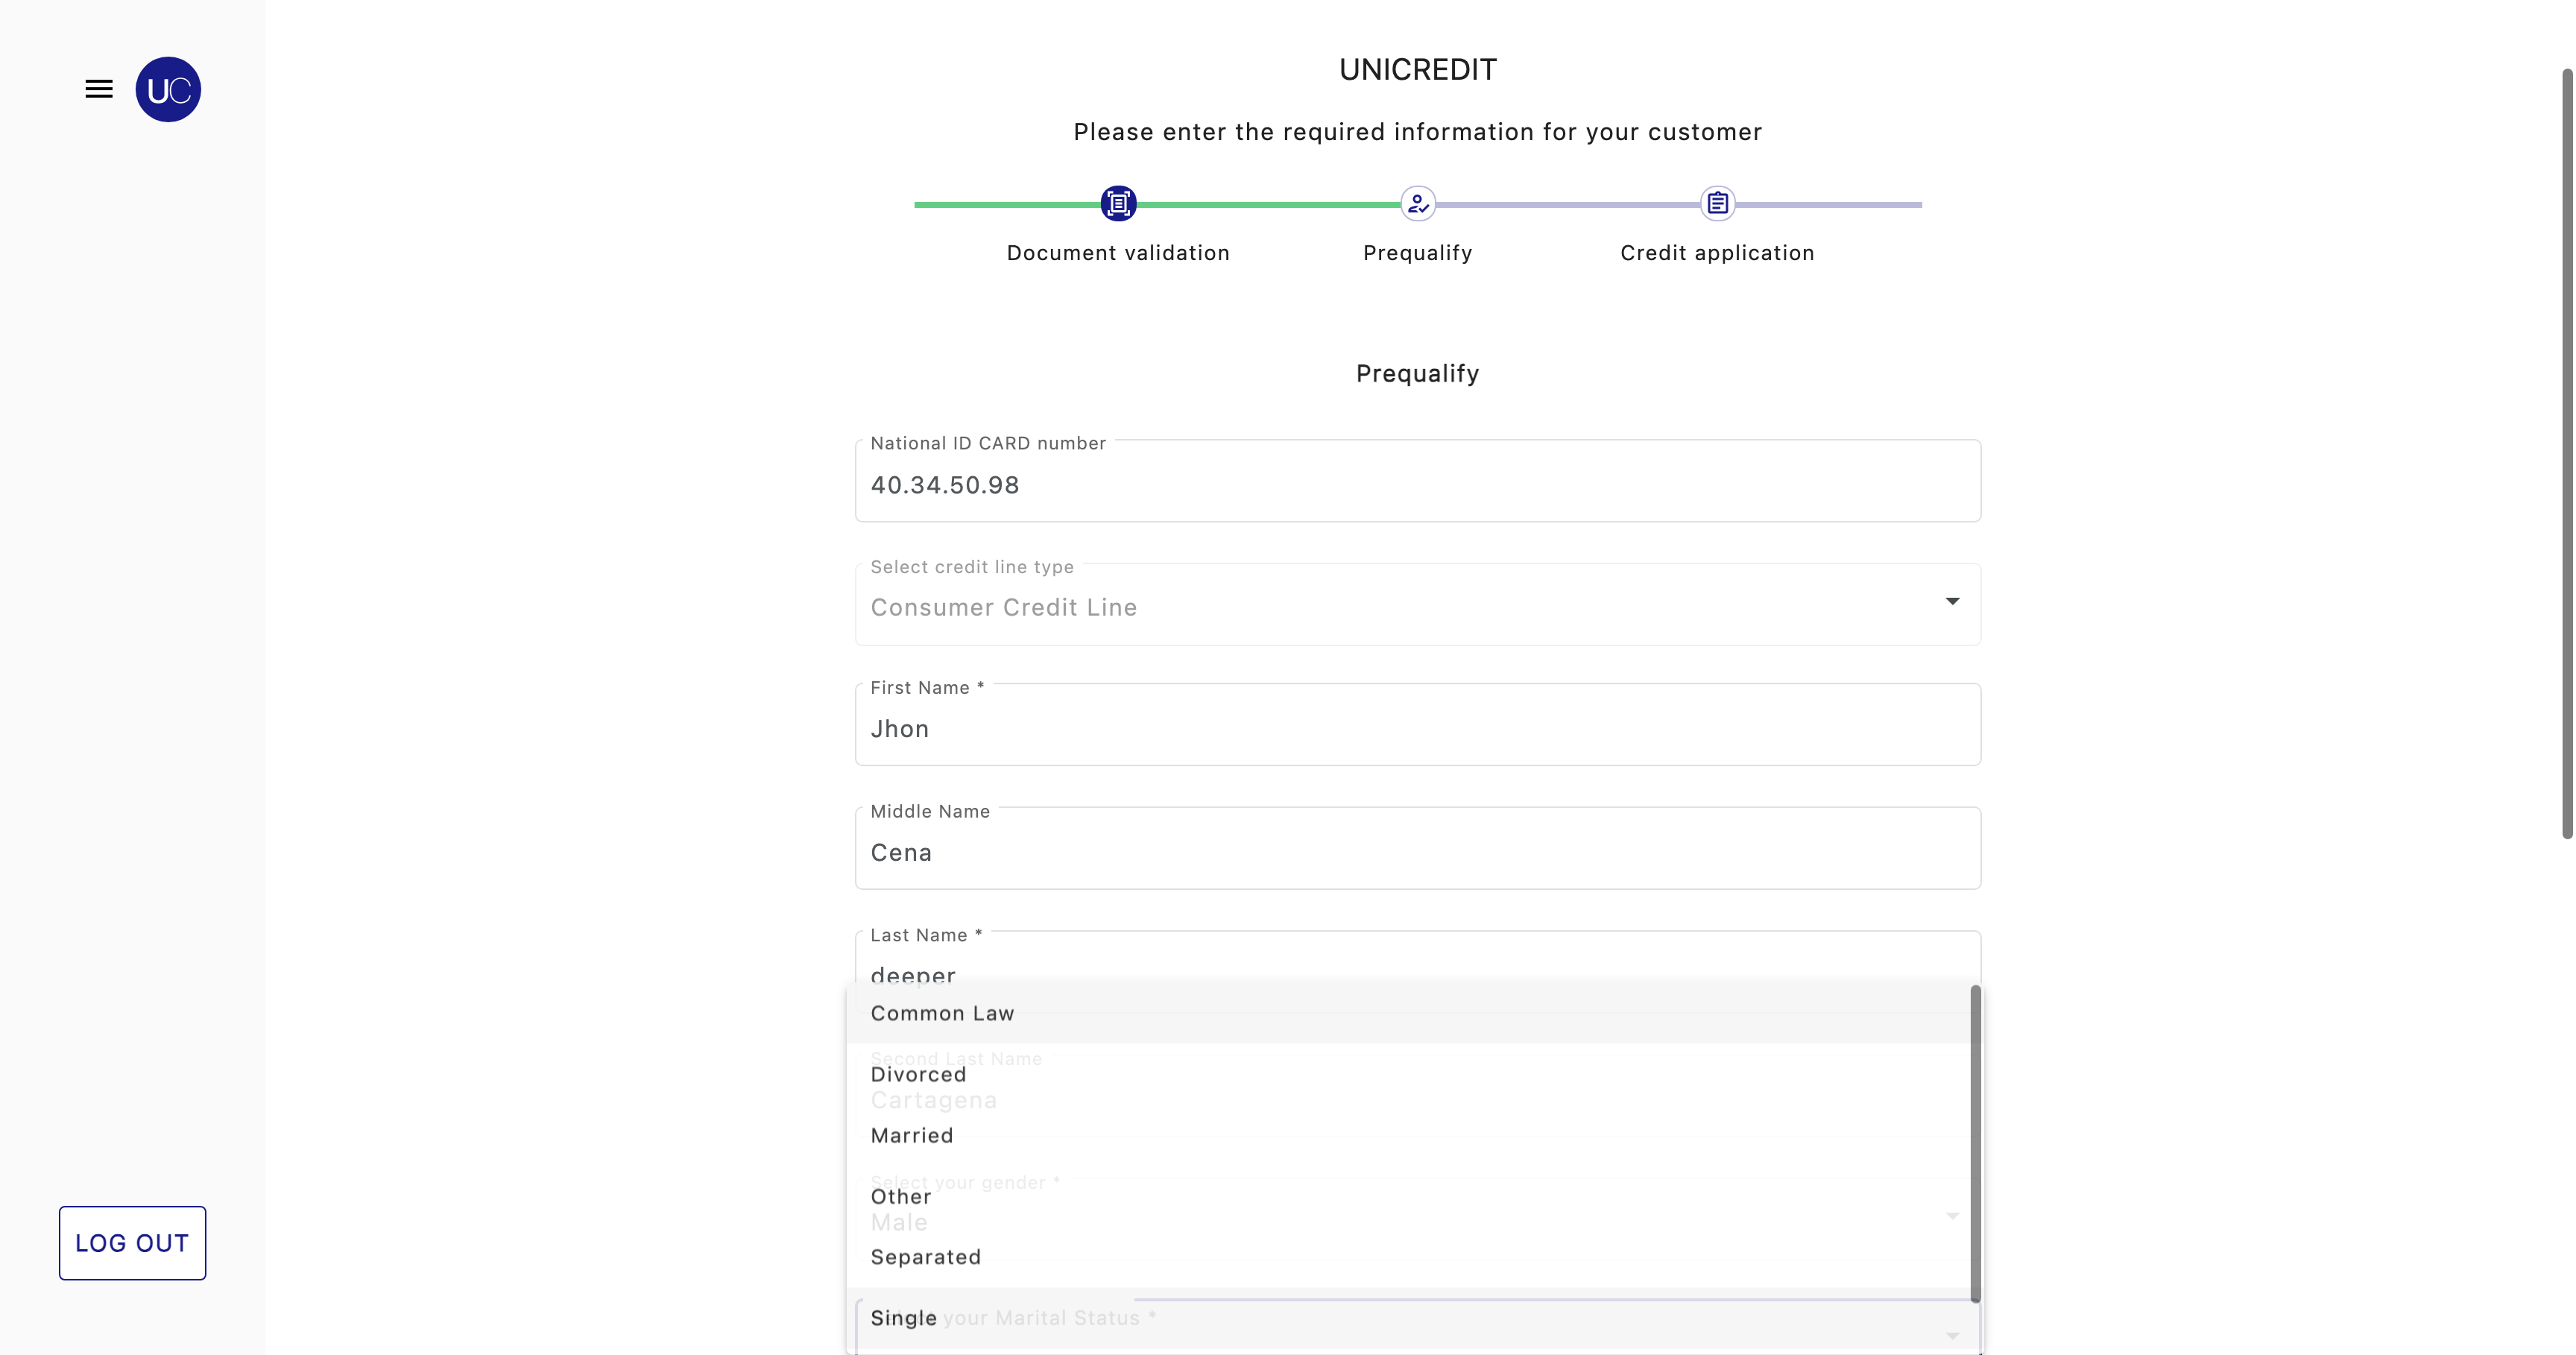 UC
UNICREDIT
Please enter the required information for your customer
Document validation
Prequalify
Credit application
Prequalify
National ID CARD number
40.34.50.98
Select credit line type
Consumer Credit Line
First Name *
Jhon
Middle Name
Cena
Last Name *
deeper
Common Law
Second Last Name
Divorced
Cartagena
Married
Select your gender *
Other
Male
Separated
Single
your Marital Status *
LOG OUT